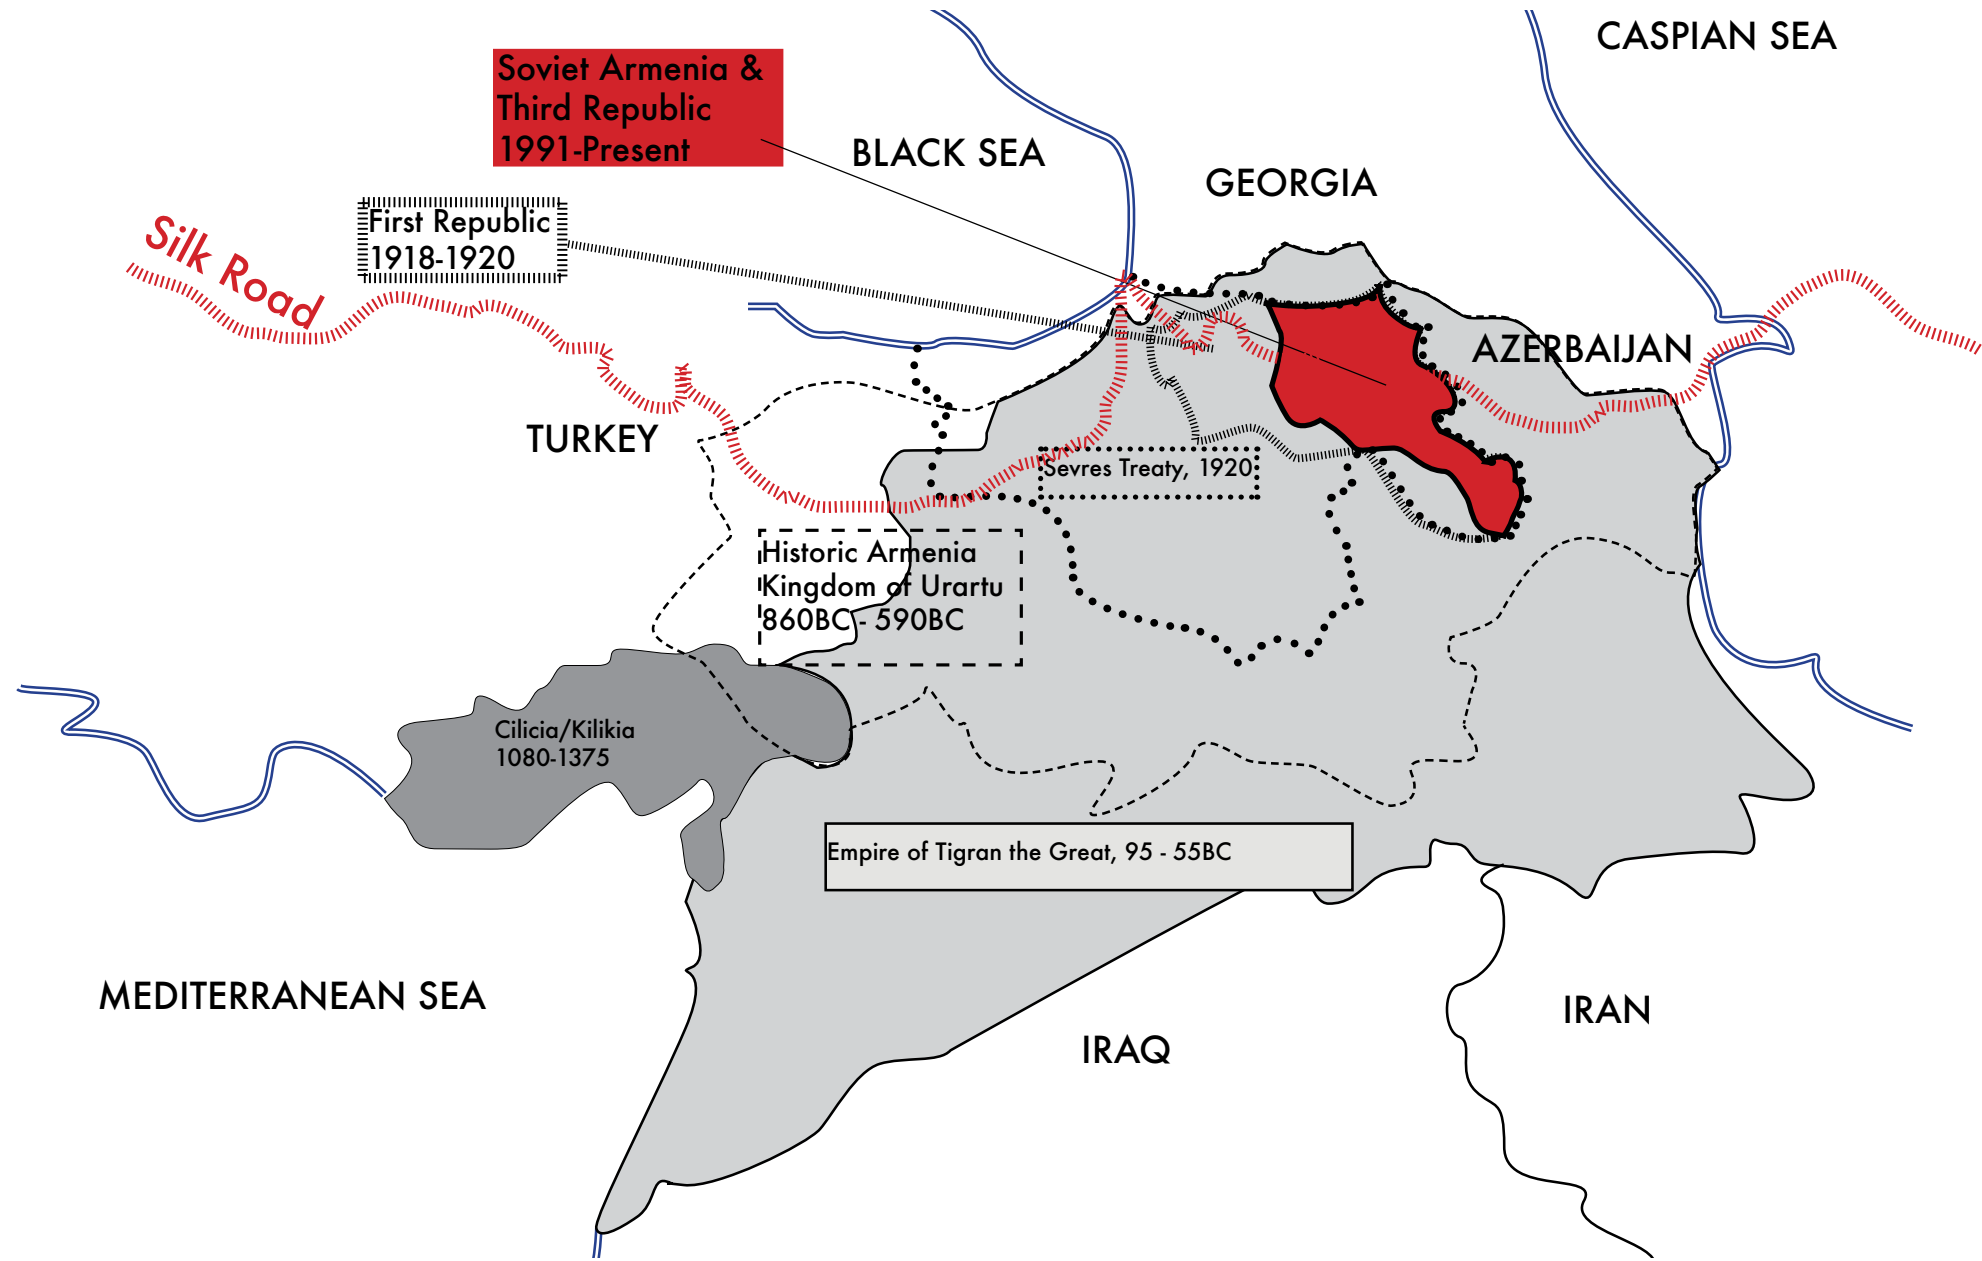 CASPIAN SEA
Soviet Armenia &
Third Republic
1991-Present
BLACK SEA
GEORGIA
First Republic
1918-1920
Silk Road
AZERBAIJAN
TURKEY
Sevres Treaty, 1920
Historic Armenia
Kingdom of Urartu
860BC - 590BC
Cilicia/Kilikia
1080-1375
Empire of Tigran the Great, 95 - 55BC
MEDITERRANEAN SEA
IRAN
IRAQ